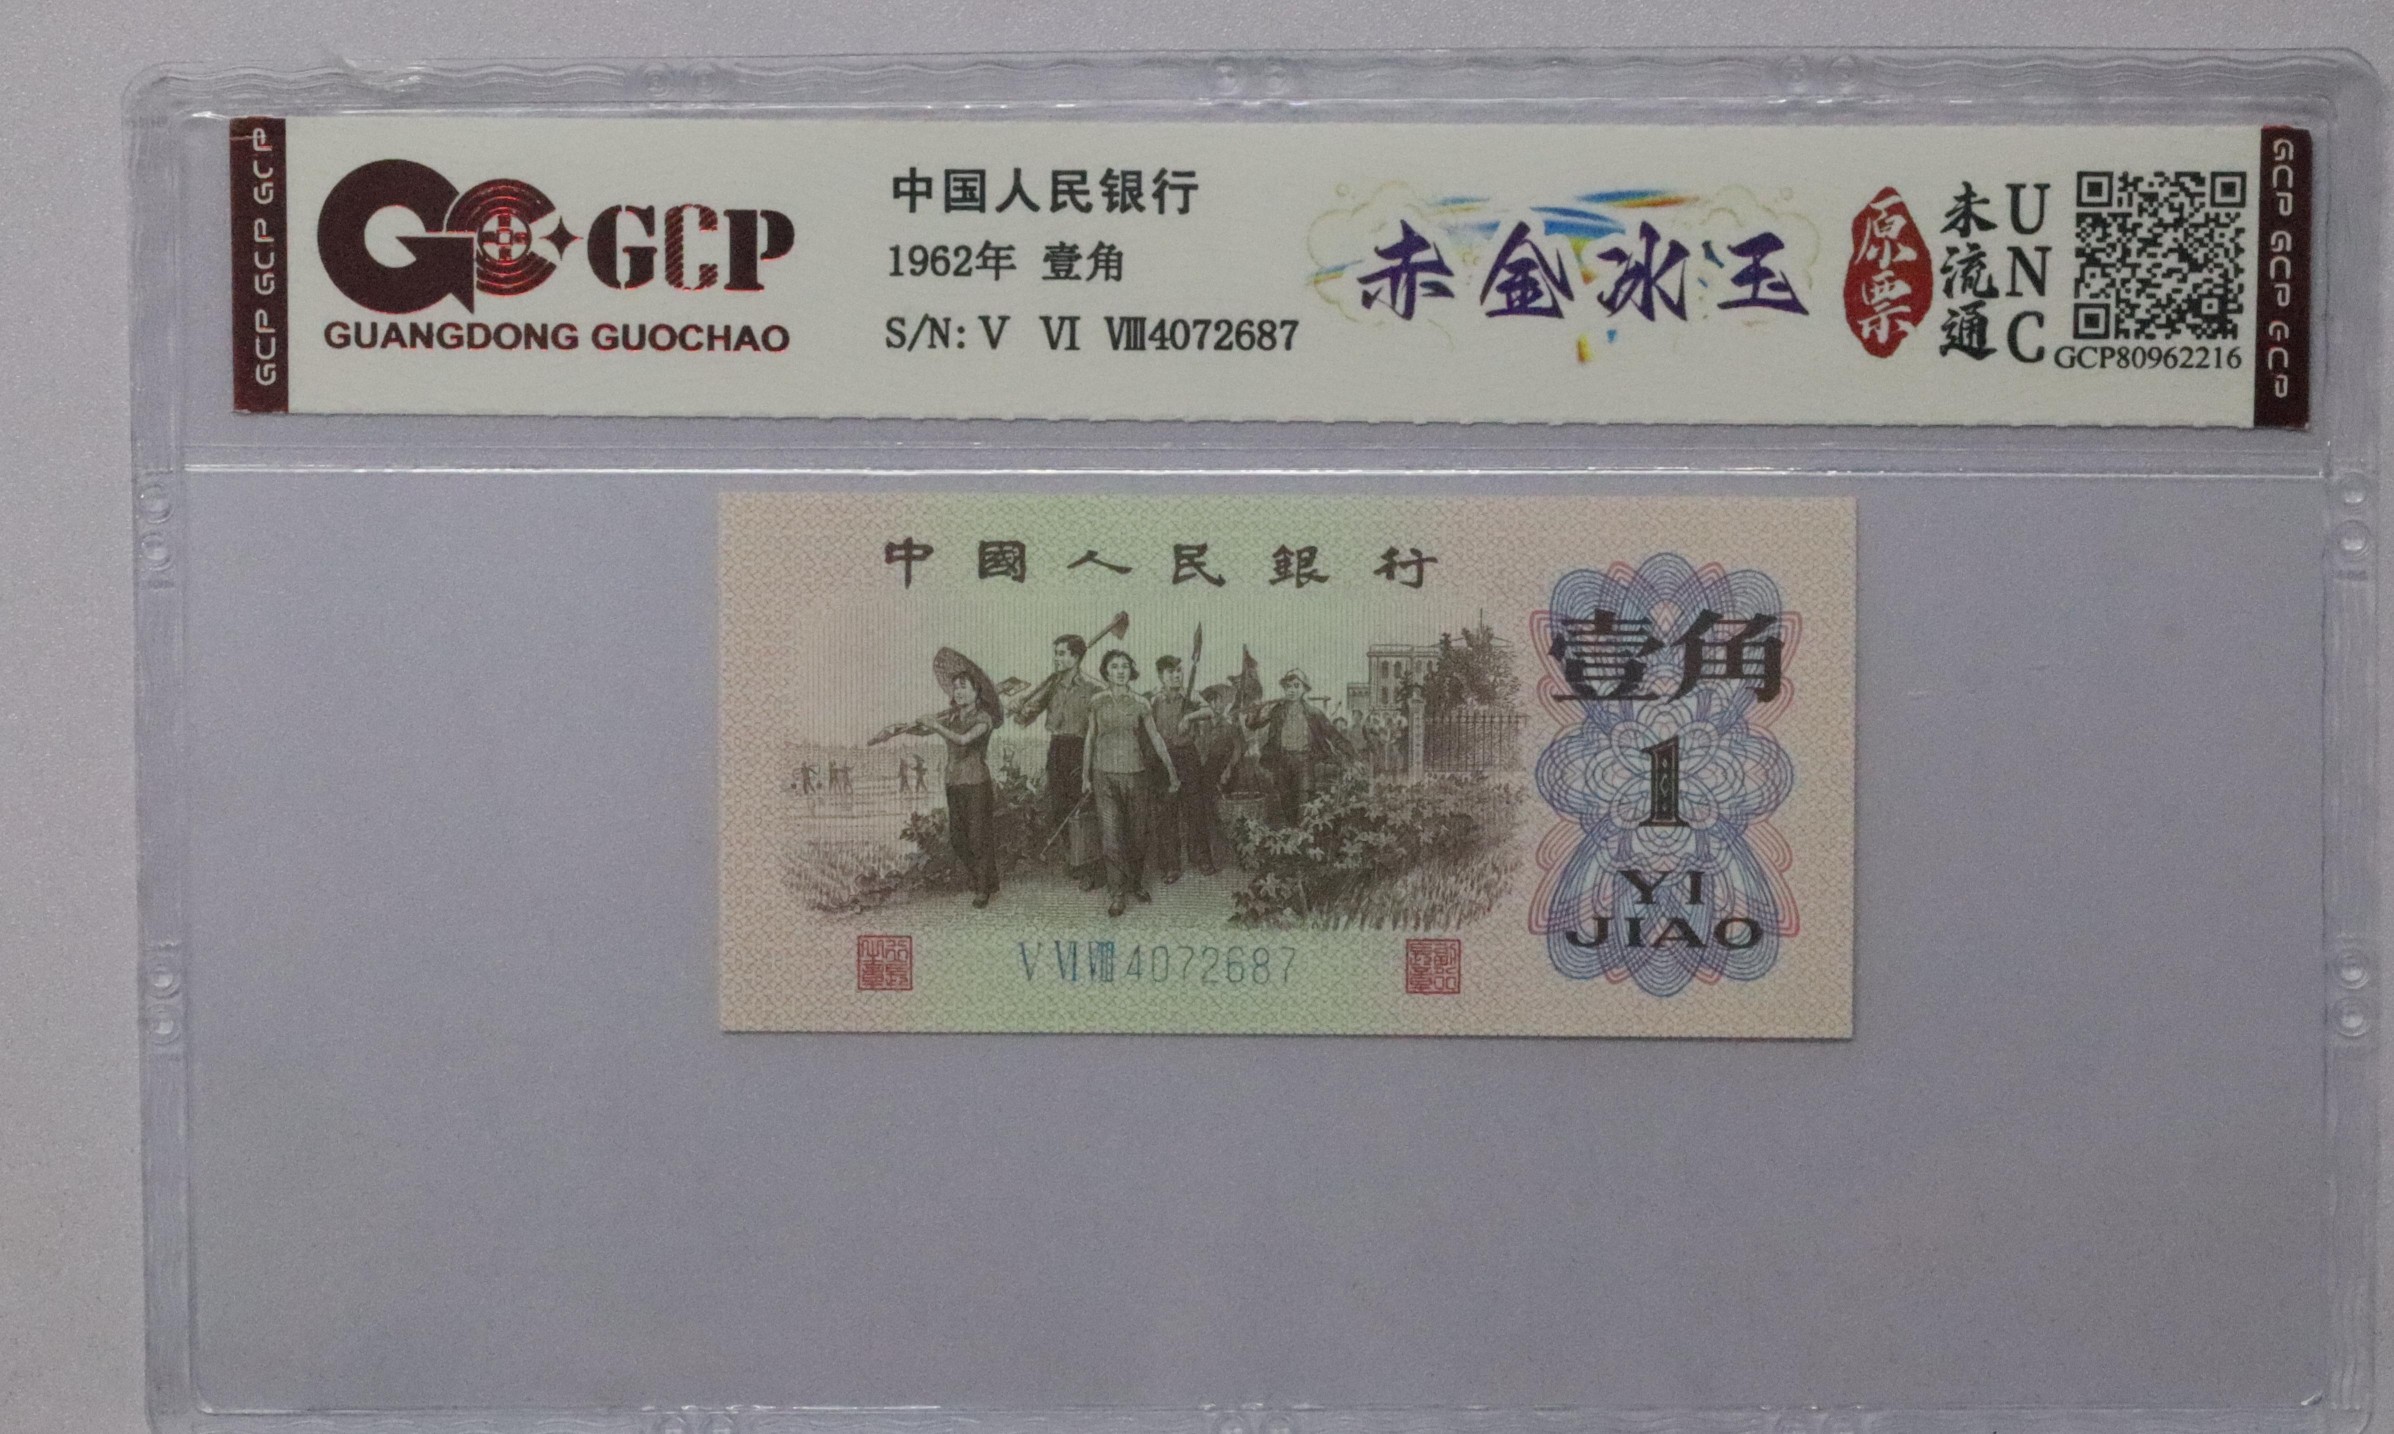 GCP GCP GCP
GCP
GUANGDONG GUOCHAO
中国人民银行
1962年 壹角
S/N: Ⅴ Ⅵ Ⅷ4072687
赤金冰玉
原票
未流通
UNC
GCP80962216
GCP GCP GCP
中國人民銀行
壹角
1
YI
JIAO
Ⅴ Ⅵ Ⅷ 4072687